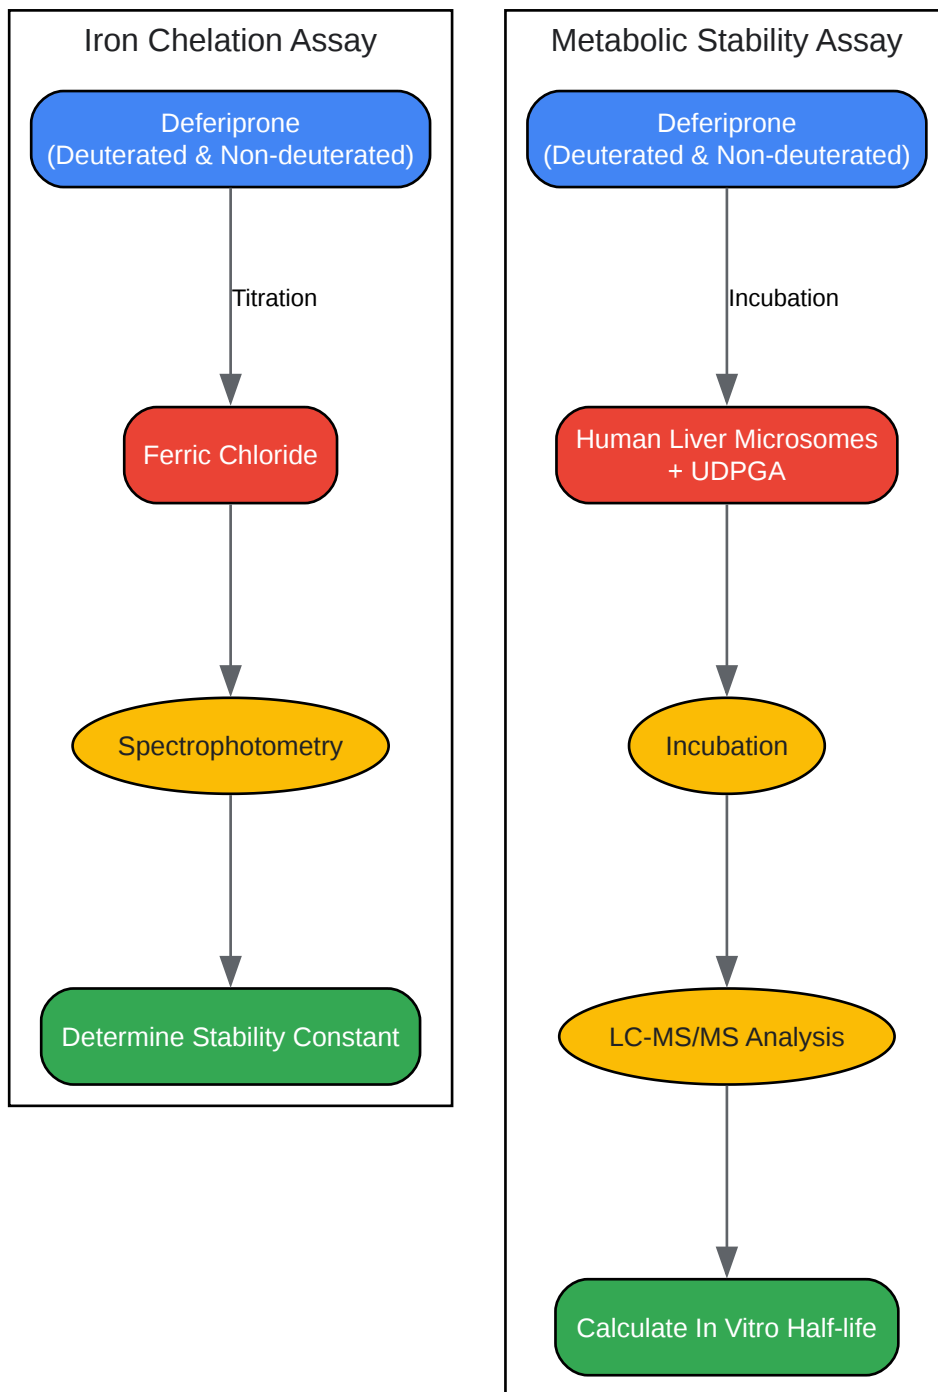 Iron Chelation Assay
Deferiprone
(Deuterated & Non-deuterated)
Titration
Ferric Chloride
Spectrophotometry
Determine Stability Constant
Metabolic Stability Assay
Deferiprone
(Deuterated & Non-deuterated)
Incubation
Human Liver Microsomes
+ UDPGA
Incubation
LC-MS/MS Analysis
Calculate In Vitro Half-life